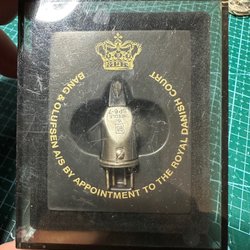 BANG & OLUFSEN A/S BY APPOINTMENT TO THE ROYAL DANISH COURT